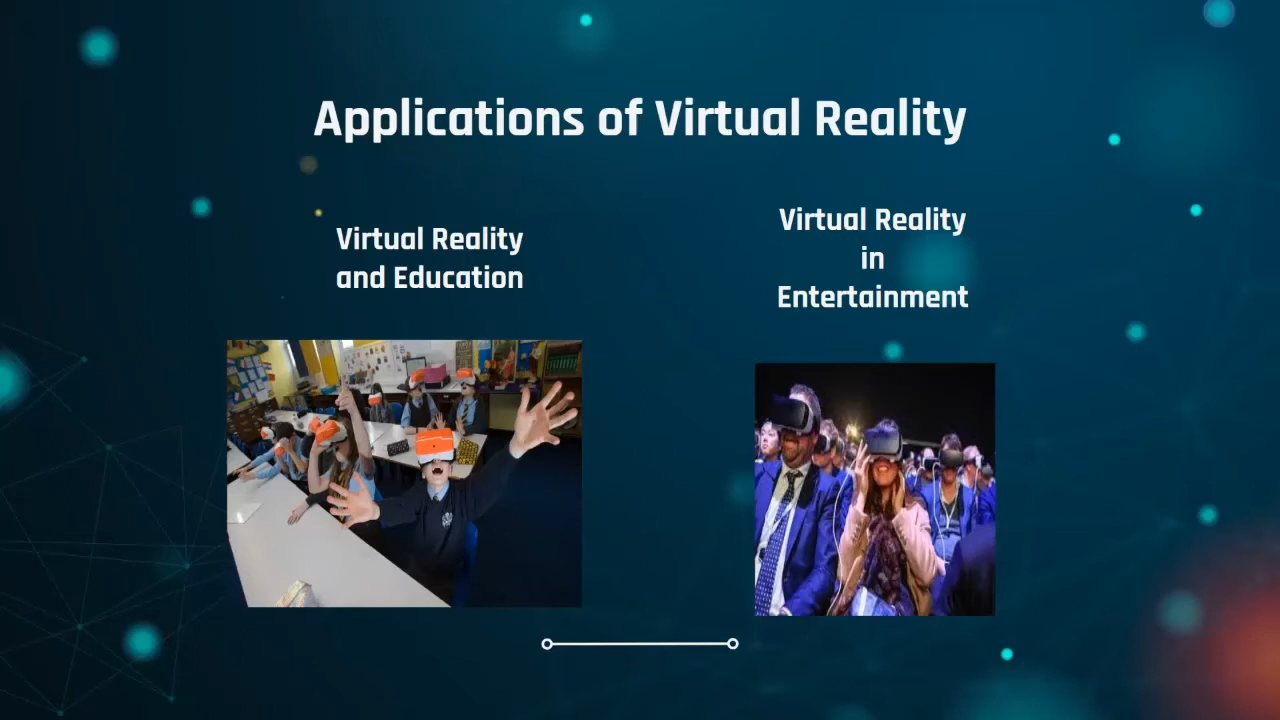 Applications of Virtual Reality
Virtual Reality
and Education
Virtual Reality
in
Entertainment